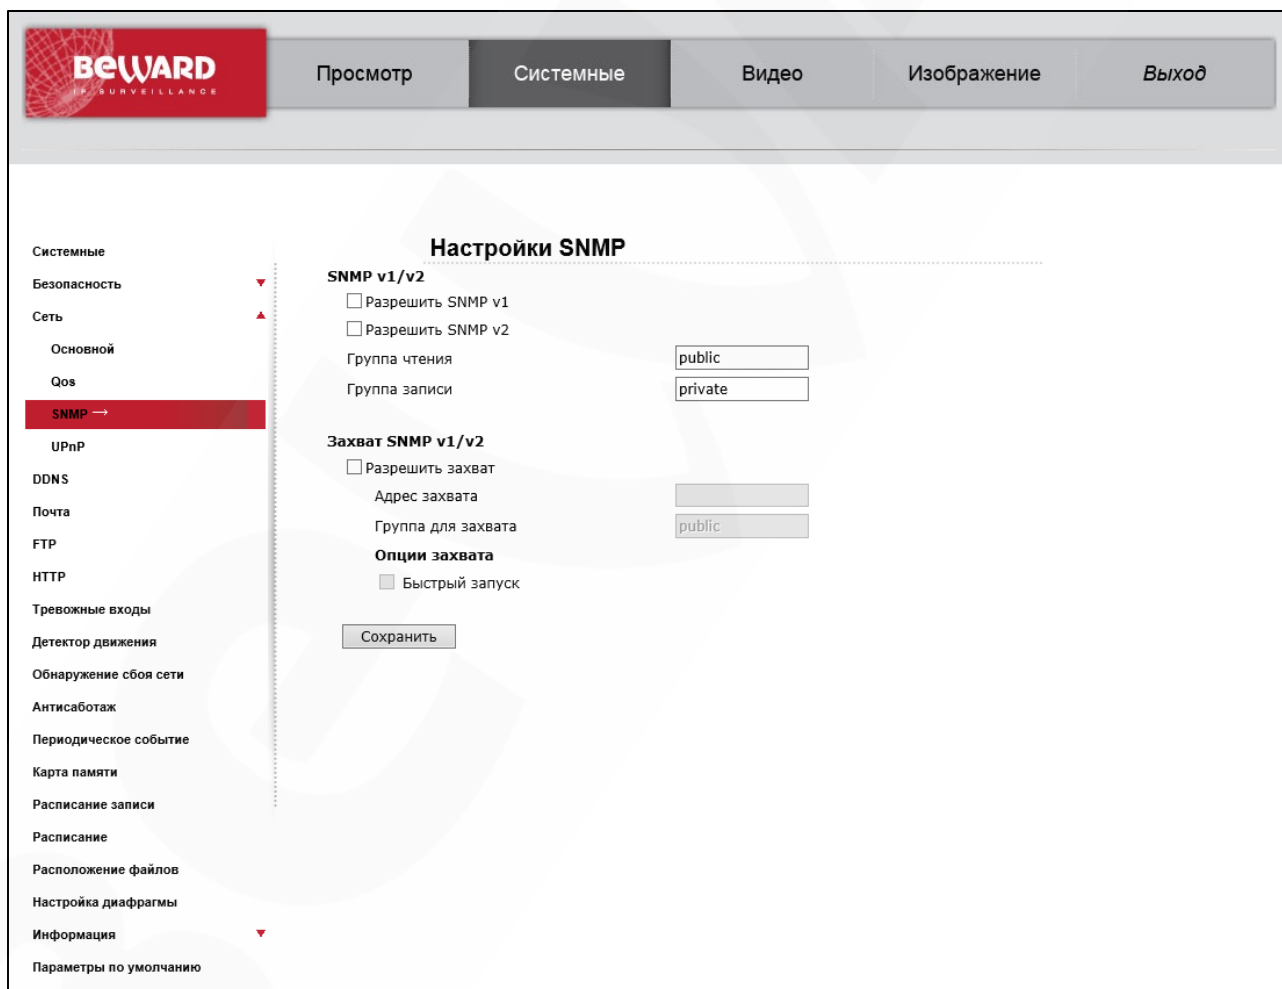 BEWARD
IP SURVEILLANCE
Просмотр
Системные
Видео
Изображение
Выход
Системные
Безопасность
Сеть
Основной
Qos
SNMP →
UPnP
DDNS
Почта
FTP
HTTP
Тревожные входы
Детектор движения
Обнаружение сбоя сети
Антисаботаж
Периодическое событие
Карта памяти
Расписание записи
Расписание
Расположение файлов
Настройка диафрагмы
Информация
Параметры по умолчанию
Настройки SNMP
SNMP v1/v2
Разрешить SNMP v1
Разрешить SNMP v2
Группа чтения public
Группа записи private
Захват SNMP v1/v2
Разрешить захват
Адрес захвата
Группа для захвата public
Опции захвата
Быстрый запуск
Сохранить